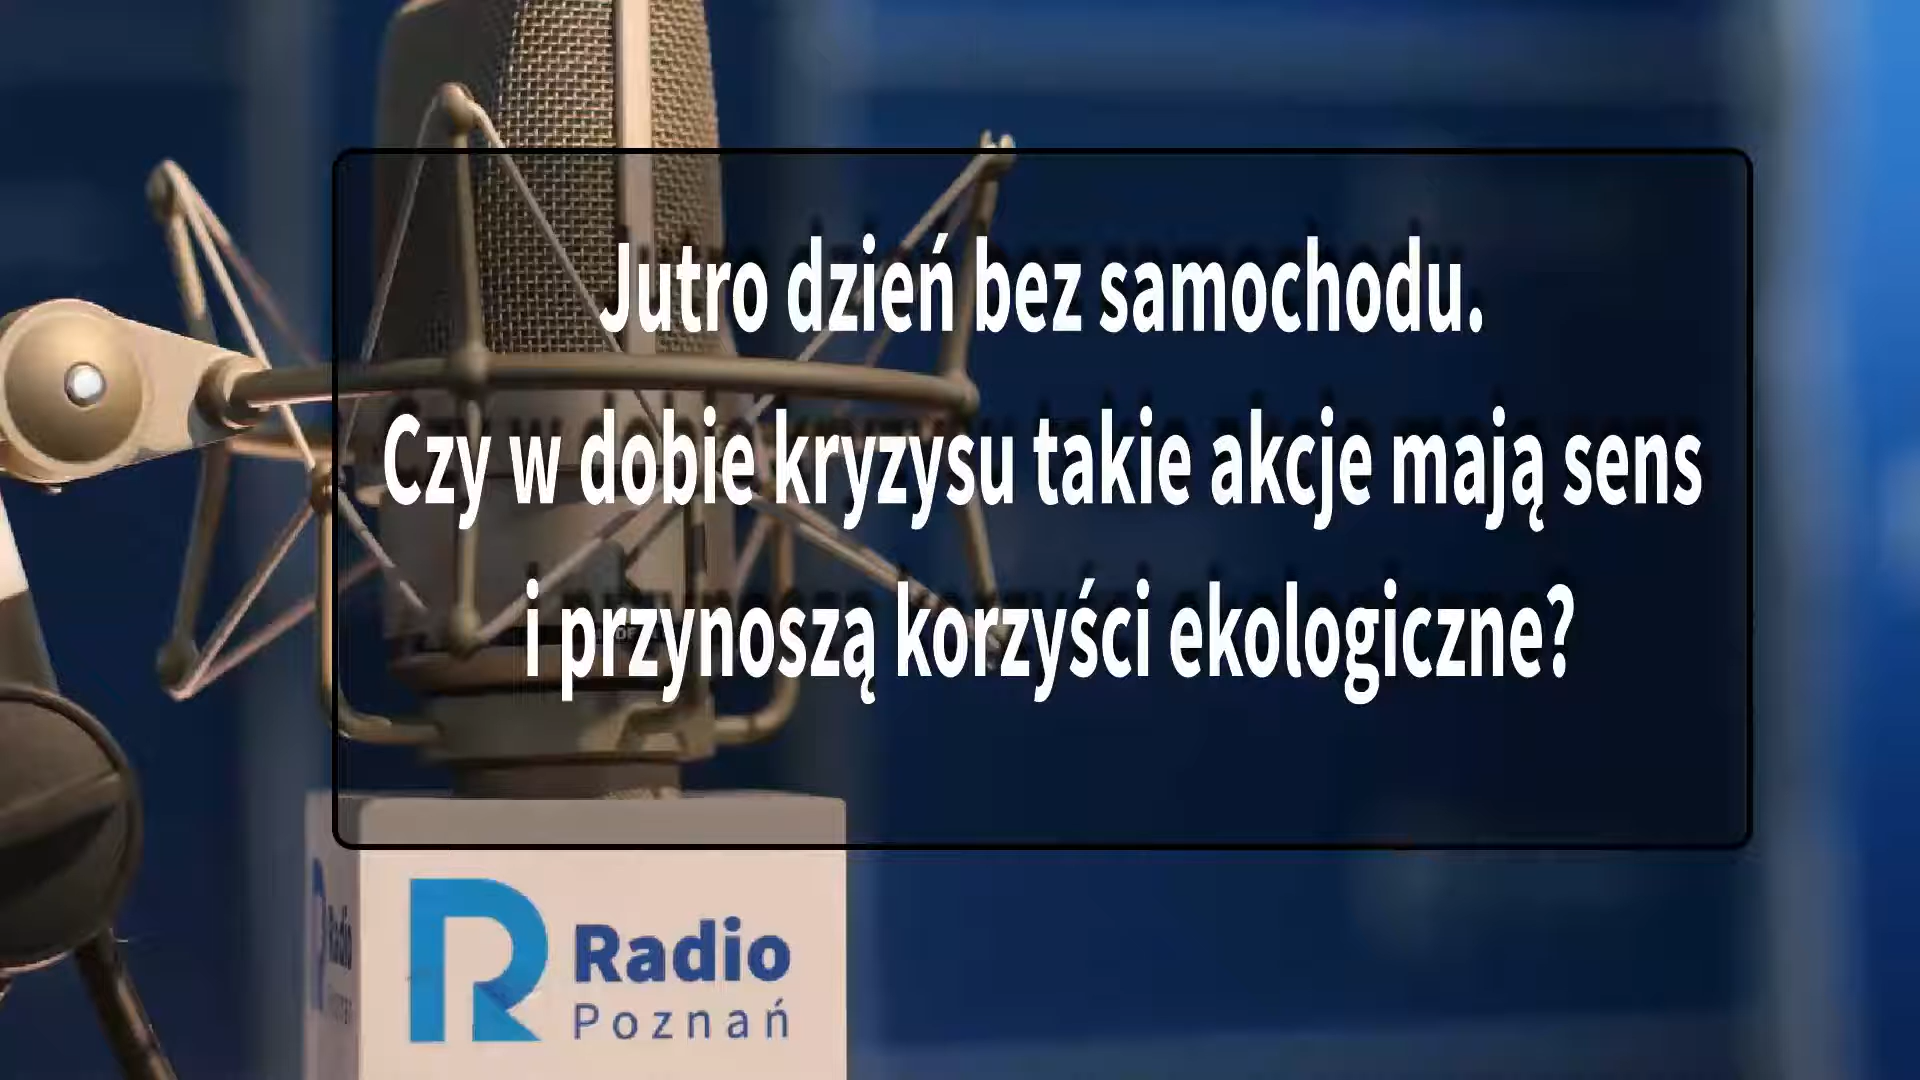 Jutro dzień bez samochodu.
Czy w dobie kryzysu takie akcje mają sens
i przynoszą korzyści ekologiczne?
Radio
Poznań